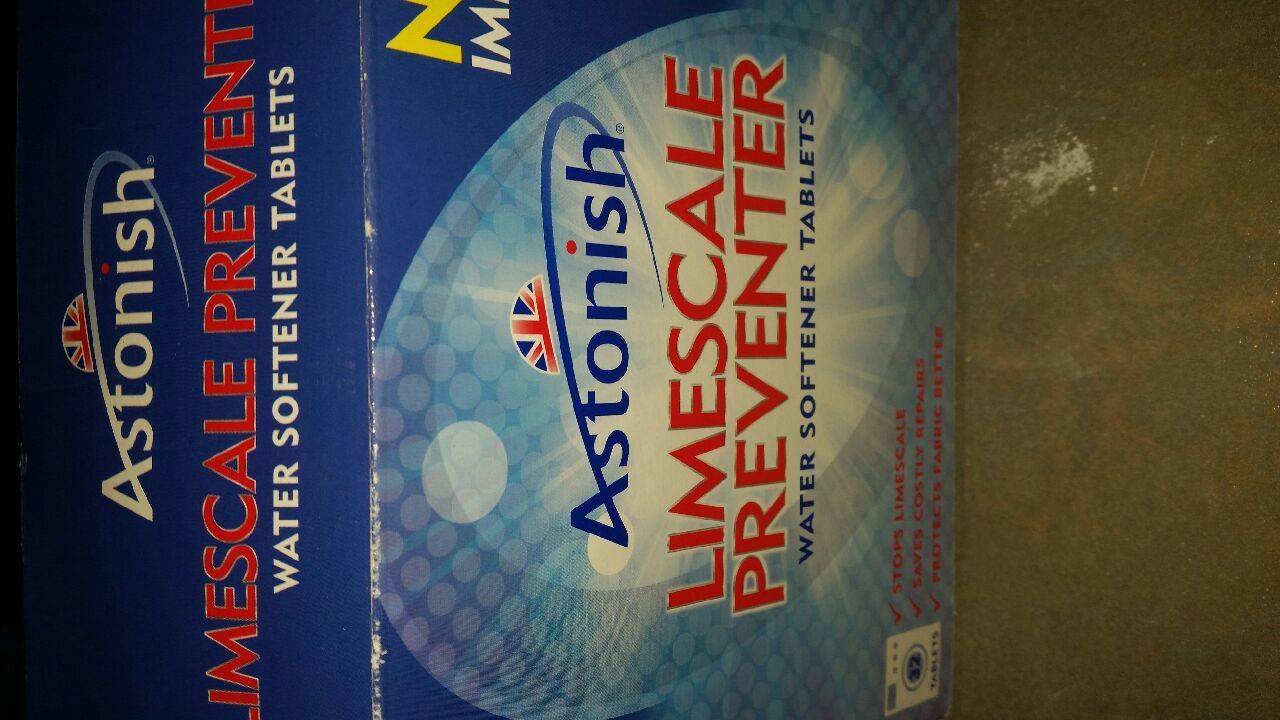 Astonish®
LIMESCALE
WATER SOFTENER TABLETS
Astonish®
LIMESCALE
PREVENTER
WATER SOFTENER TABLETS
✓ STOPS LIMESCALE
✓ SAVES COSTLY REPAIRS
✓ PROTECTS FABRIC BETTER
32
TABLETS